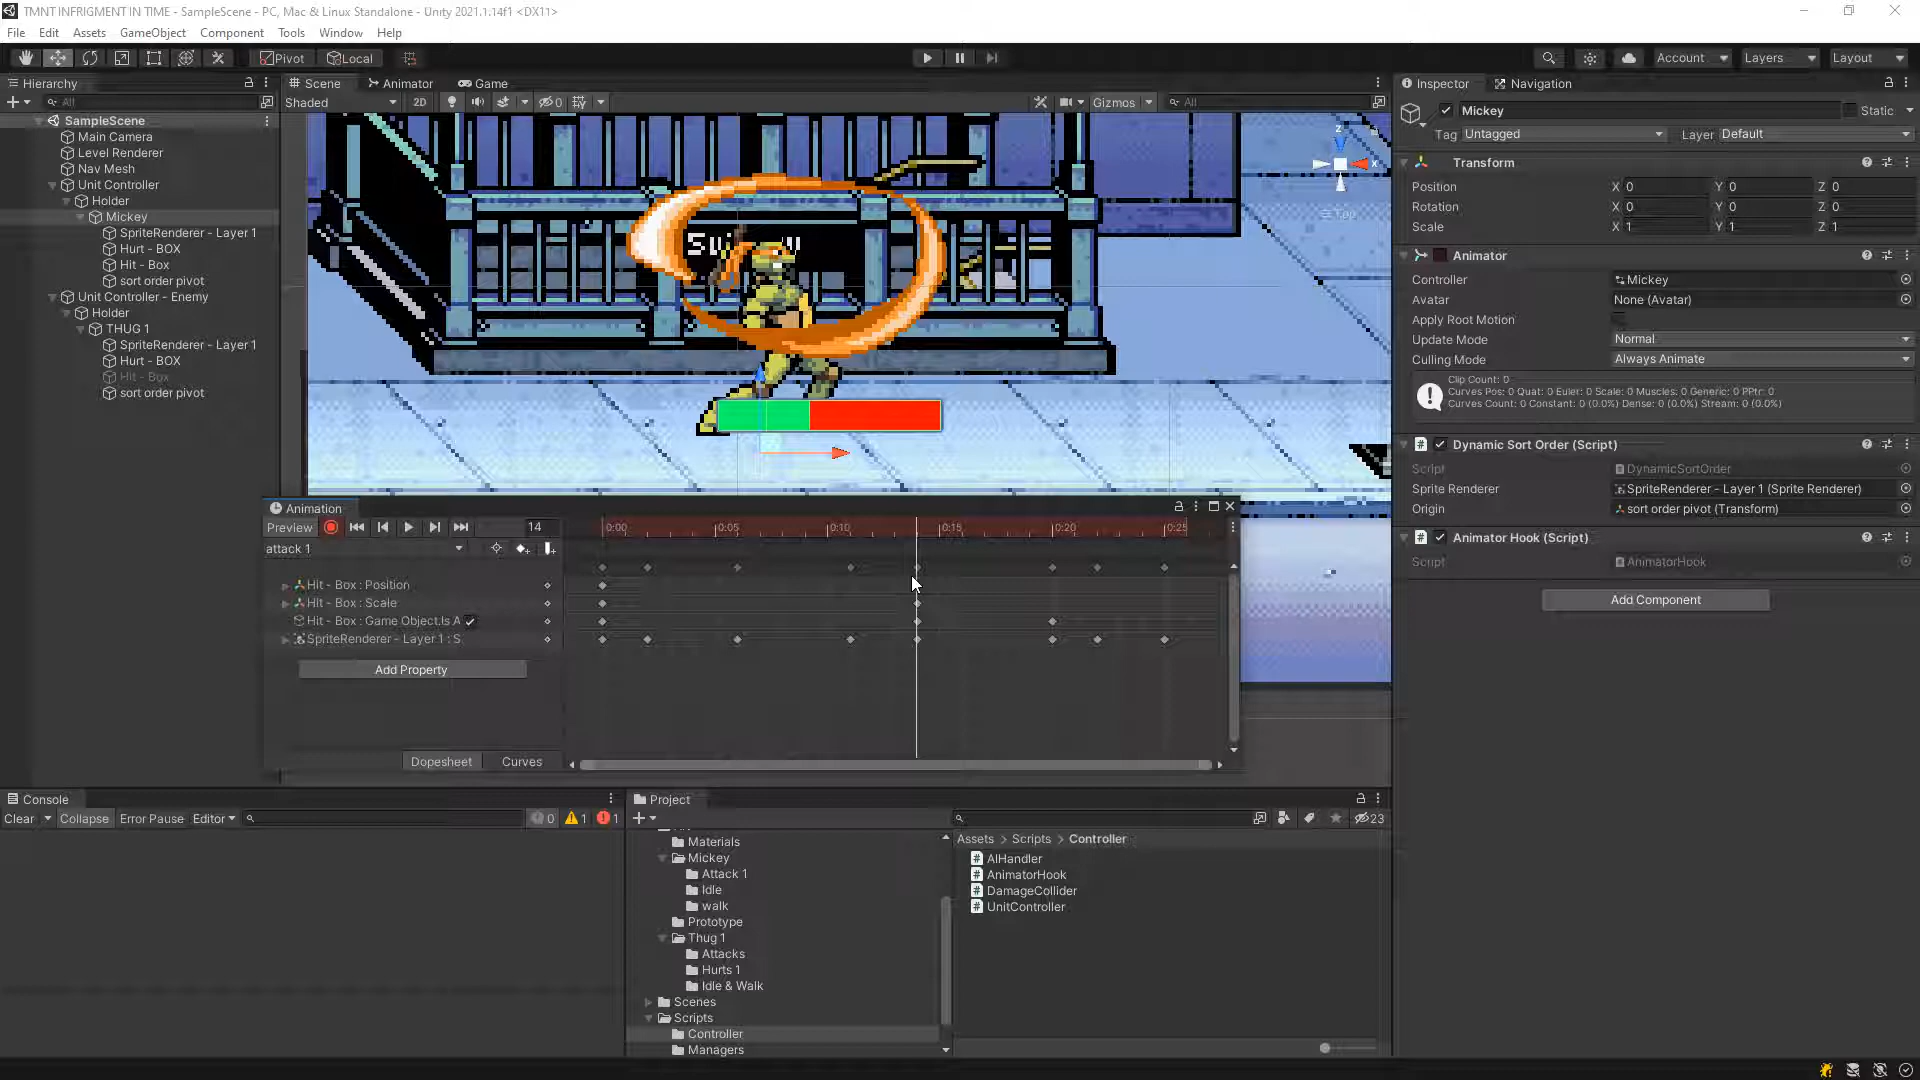 TMNT INFRIGMENT IN TIME - SampleScene - PC, Mac & Linux Standalone - Unity 2021.1.14f1 <DX11>
File Edit Assets GameObject Component Tools Window Help
Pivot Local Account Layers Layout
Hierarchy
All
SampleScene
Main Camera
Level Renderer
Nav Mesh
Unit Controller
Holder
Mickey
SpriteRenderer - Layer 1
Hurt - BOX
Hit - Box
sort order pivot
Unit Controller - Enemy
Holder
THUG 1
SpriteRenderer - Layer 1
Hurt - BOX
Hit - Box
sort order pivot
Scene Animator Game
Shaded 2D 0 Gizmos All
z
x
Top
Animation
Preview 14 0:00 0:05 0:10 0:15 0:20 0:25
attack 1
Hit - Box : Position
Hit - Box : Scale
Hit - Box : Game Object.Is A
SpriteRenderer - Layer 1 : S
Add Property
Dopesheet Curves
Inspector Navigation
Mickey Static
Tag Untagged Layer Default
Transform
Position X 0 Y 0 Z 0
Rotation X 0 Y 0 Z 0
Scale X 1 Y 1 Z 1
Animator
Controller Mickey
Avatar None (Avatar)
Apply Root Motion
Update Mode Normal
Culling Mode Always Animate
Clip Count: 0
Curves Pos: 0 Quat: 0 Euler: 0 Scale: 0 Muscles: 0 Generic: 0 PPtr: 0
Curves Count: 0 Constant: 0 (0.0%) Dense: 0 (0.0%) Stream: 0 (0.0%)
Dynamic Sort Order (Script)
Script DynamicSortOrder
Sprite Renderer SpriteRenderer - Layer 1 (Sprite Renderer)
Origin sort order pivot (Transform)
Animator Hook (Script)
Script AnimatorHook
Add Component
Console
Clear Collapse Error Pause Editor 0 1 1
Project
23
Materials
Mickey
Attack 1
Idle
walk
Prototype
Thug 1
Attacks
Hurts 1
Idle & Walk
Scenes
Scripts
Controller
Managers
Assets > Scripts > Controller
AIHandler
AnimatorHook
DamageCollider
UnitController